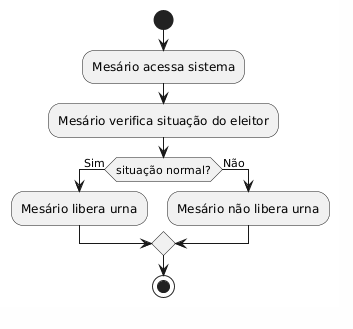 Mesário acessa sistema
Mesário verifica situação do eleitor
Sim
situação normal?
Não
Mesário libera urna
Mesário não libera urna